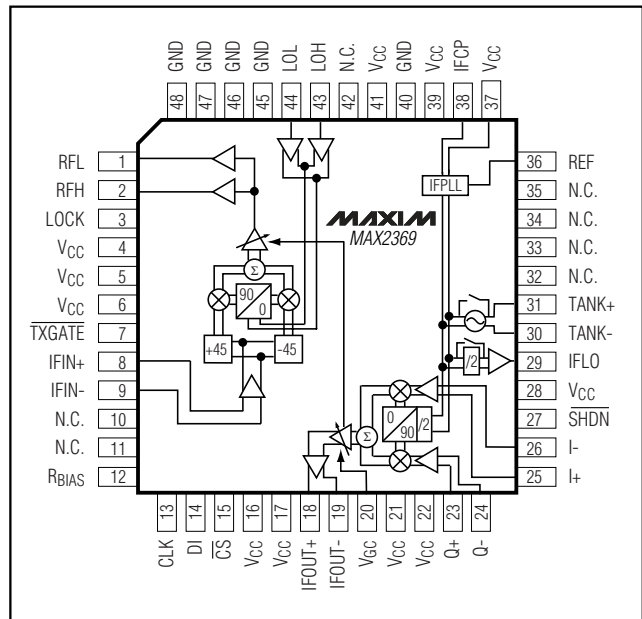 GND
GND
GND
GND
LOL
LOH
N.C.
VCC
GND
VCC
IFCP
VCC
48
47
46
45
44
43
42
41
40
39
38
37
RFL 1
RFH 2
LOCK 3
VCC 4
VCC 5
VCC 6
TXGATE 7
IFIN+ 8
IFIN- 9
N.C. 10
N.C. 11
RBIAS 12
MAXIM
MAX2369
IFPLL
Σ
90
0
+45
-45
/2
Σ
0
90
/2
36 REF
35 N.C.
34 N.C.
33 N.C.
32 N.C.
31 TANK+
30 TANK-
29 IFLO
28 VCC
27 SHDN
26 I-
25 I+
13
14
15
16
17
18
19
20
21
22
23
24
CLK
DI
CS
VCC
VCC
IFOUT+
IFOUT-
VGC
VCC
VCC
Q+
Q-